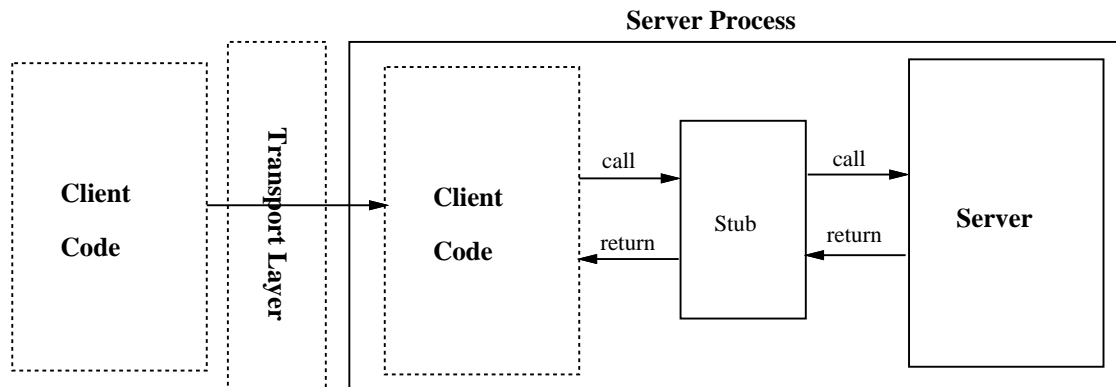 Server Process
Client
Code
Transport Layer
Client
Code
call
return
Stub
call
return
Server